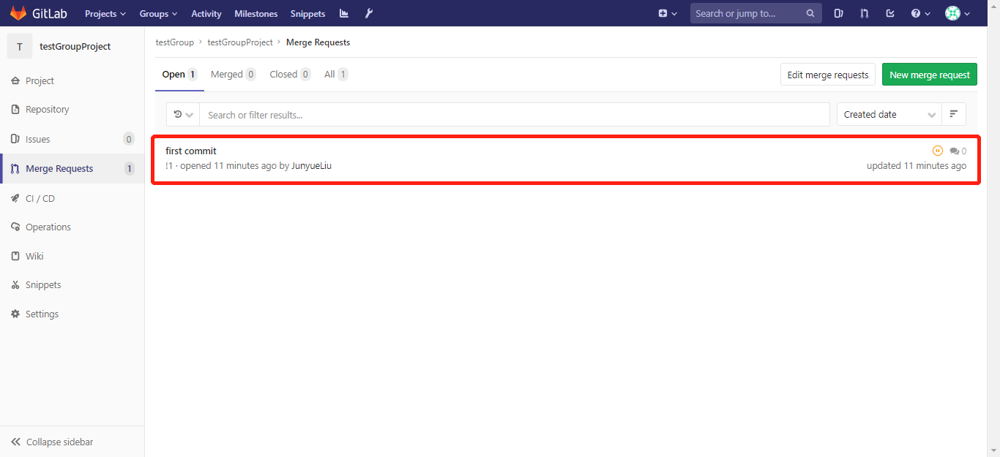 GitLab Projects Groups Activity Milestones Snippets Search or jump to...
T testGroupProject
Project
Repository
Issues 0
Merge Requests 1
CI / CD
Operations
Wiki
Snippets
Settings
Collapse sidebar
testGroup › testGroupProject › Merge Requests
Open 1 Merged 0 Closed 0 All 1 Edit merge requests New merge request
Search or filter results... Created date
first commit 0
!1 · opened 11 minutes ago by JunyueLiu updated 11 minutes ago